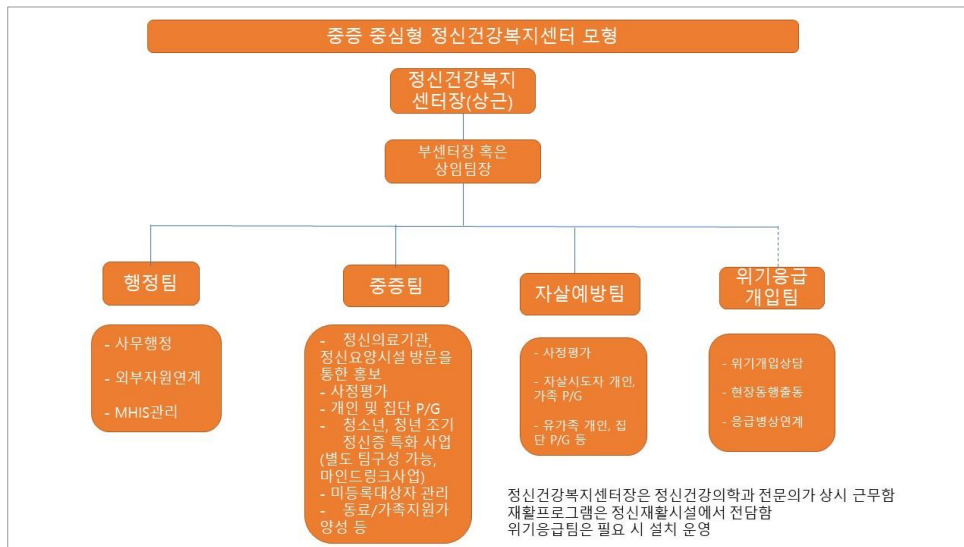 중증 중심형 정신건강복지센터 모형
정신건강복지
센터장(상근)
부센터장 혹은
상임팀장
행정팀
- 사무행정
- 외부자원연계
- MHIS관리
중증팀
- 정신의료기관,
정신요양시설 방문을
통한 홍보
- 사정평가
- 개인 및 집단 P/G
- 청소년, 청년 조기
정신증 특화 사업
(별도 팀구성 가능,
마인드링크사업)
- 미등록대상자 관리
- 동료/가족지원가
양성 등
자살예방팀
- 사정평가
- 자살시도자 개인,
가족 P/G
- 유가족 개인, 집
단 P/G 등
위기응급
개입팀
- 위기개입상담
- 현장동행출동
- 응급병상연계
정신건강복지센터장은 정신건강의학과 전문의가 상시 근무함
재활프로그램은 정신재활시설에서 전담함
위기응급팀은 필요 시 설치 운영